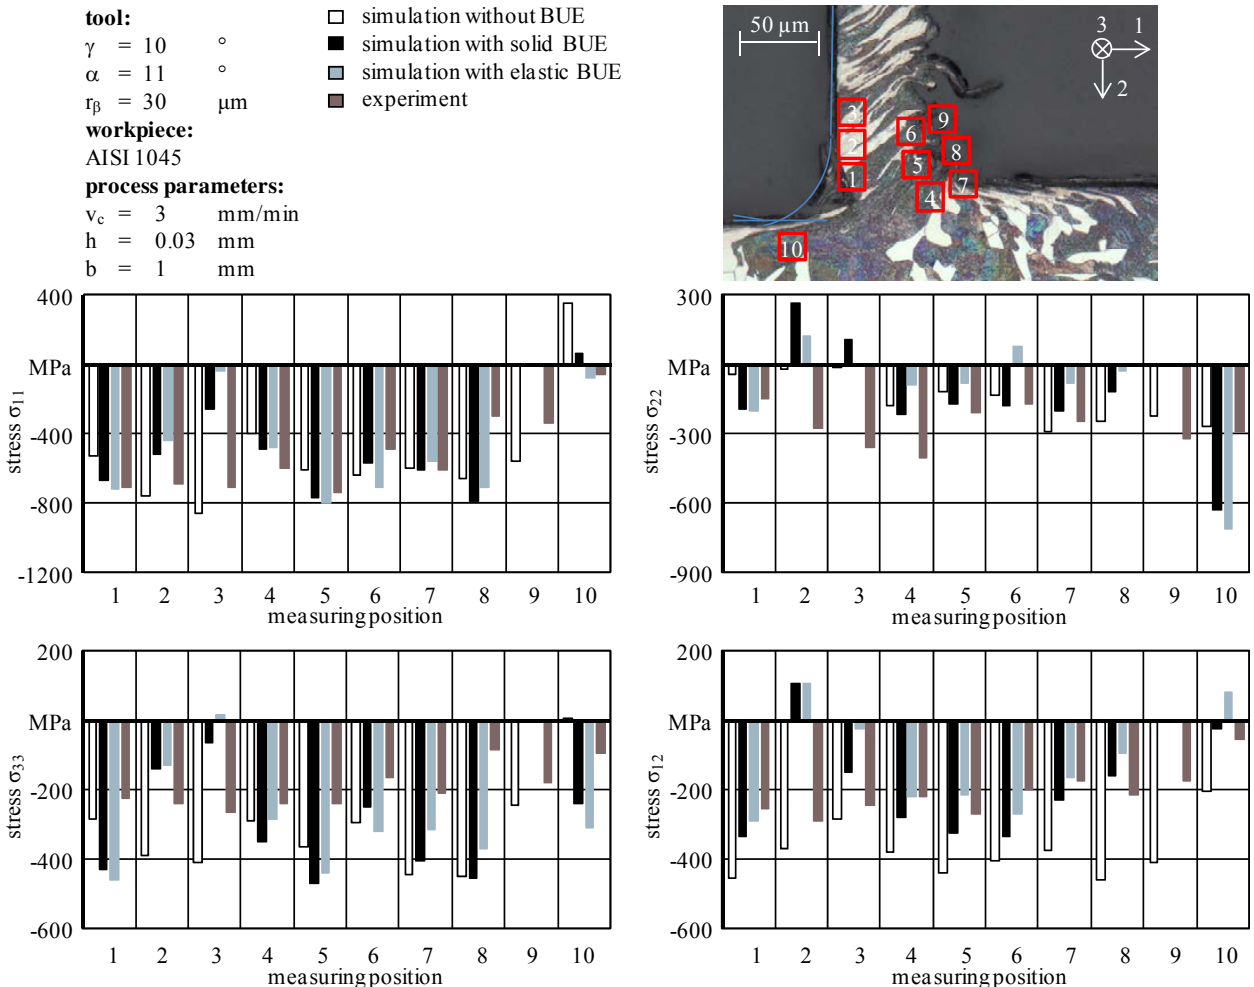 tool:
γ = 10 °
α = 11 °
rβ = 30 μm
workpiece:
AISI 1045
process parameters:
vc = 3 mm/min
h = 0.03 mm
b = 1 mm
simulation without BUE
simulation with solid BUE
simulation with elastic BUE
experiment
50 μm
3
1
2
3
2
1
6
9
5
8
4
7
10
400
MPa
-400
-800
-1200
stress σ11
1 2 3 4 5 6 7 8 9 10
measuring position
300
MPa
-300
-600
-900
stress σ22
1 2 3 4 5 6 7 8 9 10
measuring position
200
MPa
-200
-400
-600
stress σ33
1 2 3 4 5 6 7 8 9 10
measuring position
200
MPa
-200
-400
-600
stress σ12
1 2 3 4 5 6 7 8 9 10
measuring position